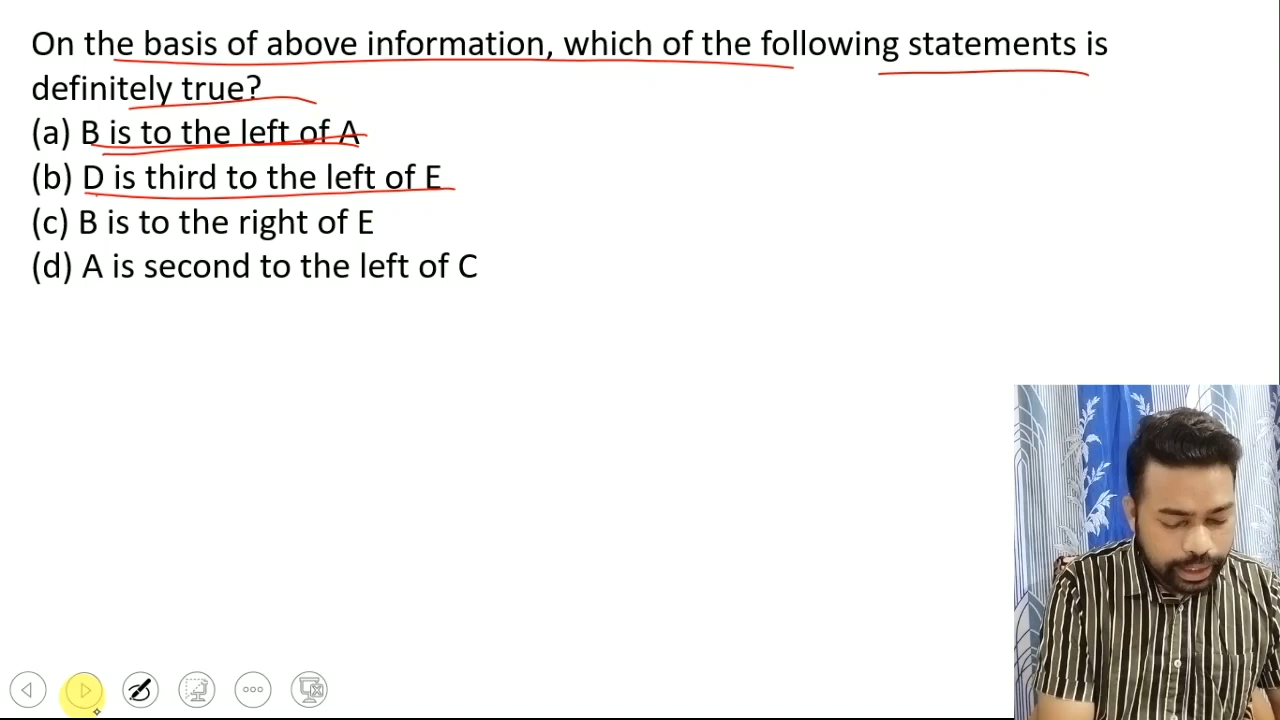 On the basis of above information, which of the following statements is
definitely true?
(a) B is to the left of A
(b) D is third to the left of E
(c) B is to the right of E
(d) A is second to the left of C